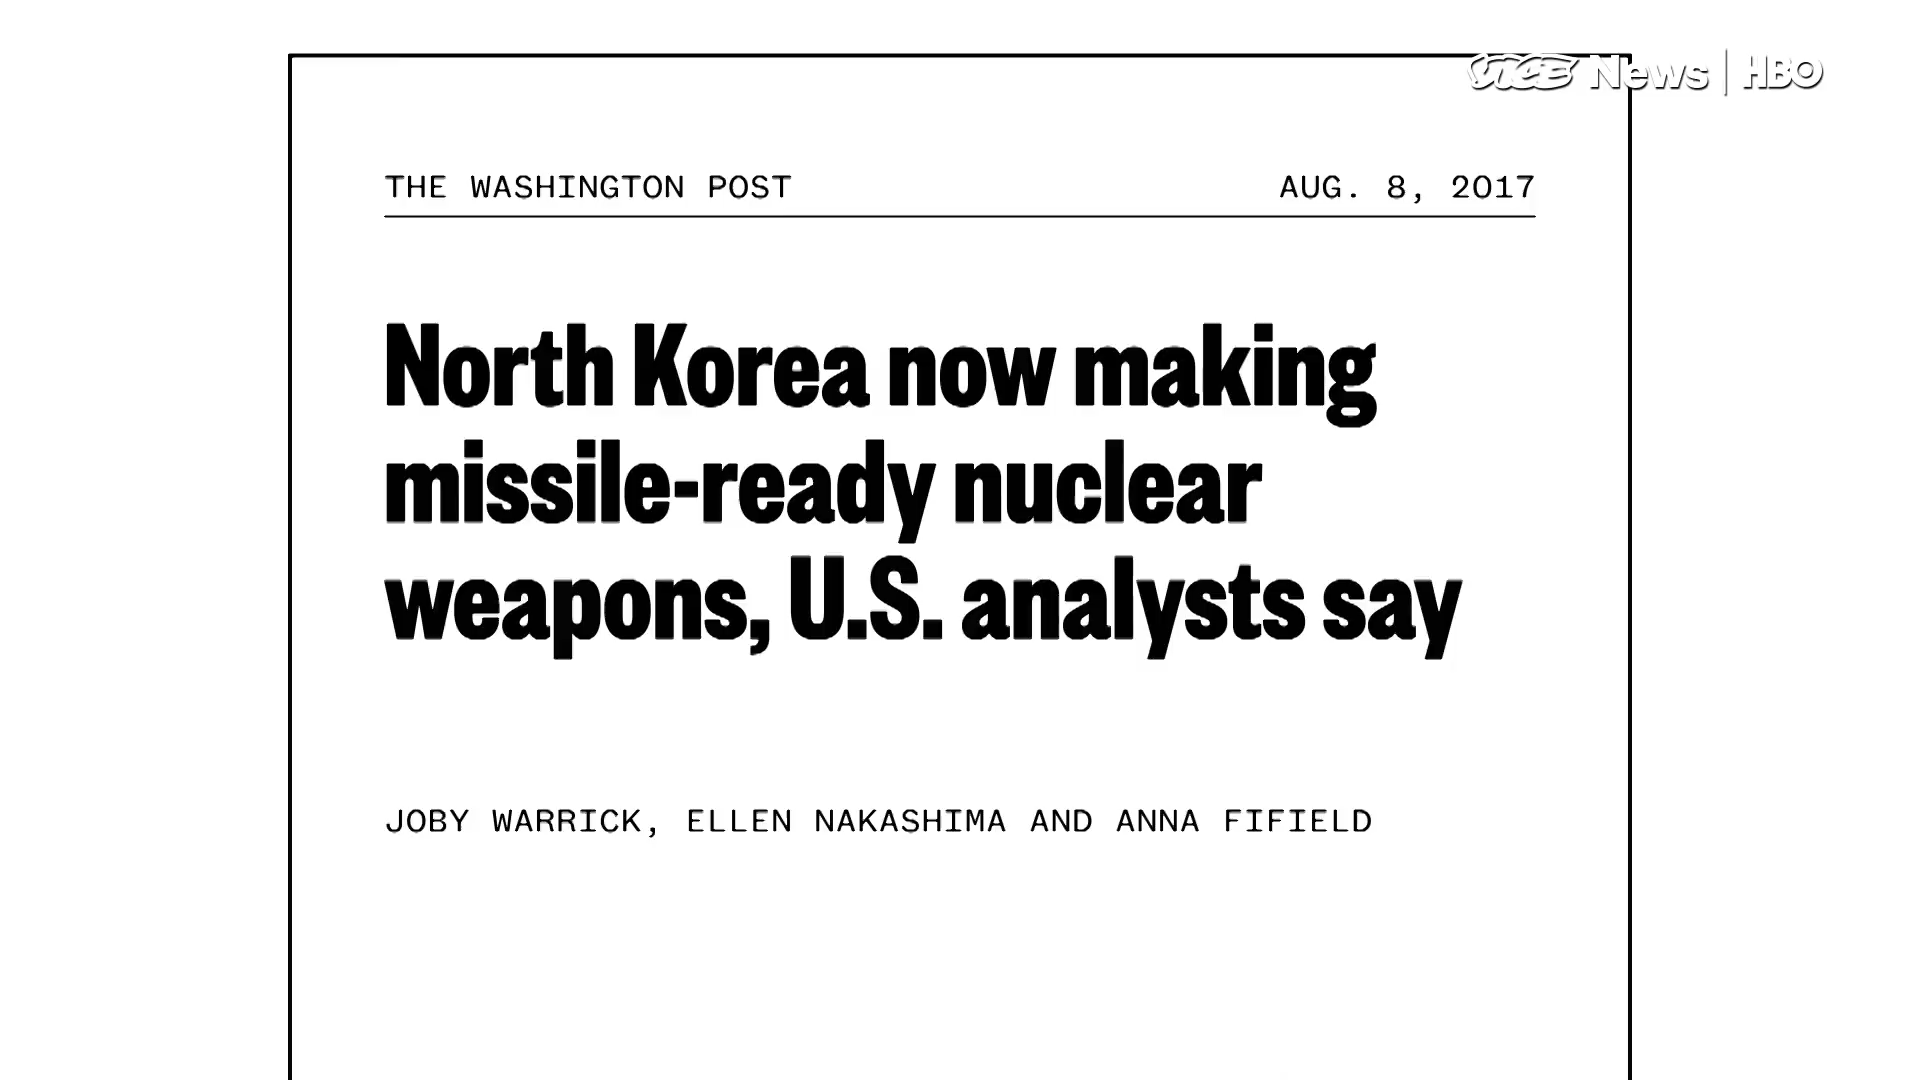 VICE News | HBO
THE WASHINGTON POST AUG. 8, 2017
North Korea now making
missile-ready nuclear
weapons, U.S. analysts say
JOBY WARRICK, ELLEN NAKASHIMA AND ANNA FIFIELD